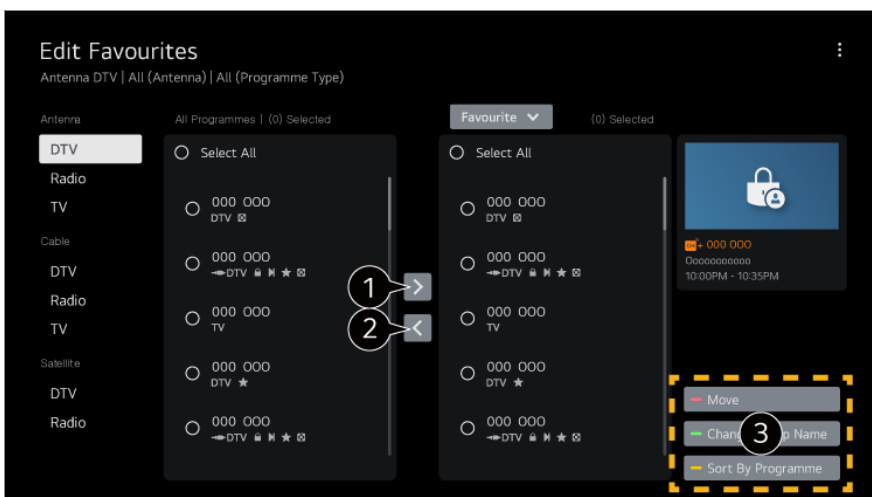 Edit Favourites
Antenna DTV | All (Antenna) | All (Programme Type)
Antenna
DTV
Radio
TV
Cable
DTV
Radio
TV
Satellite
DTV
Radio
All Programmes | (0) Selected
Select All
000 000
DTV
000 000
DTV
000 000
TV
000 000
DTV
000 000
DTV
1
2
Favourite
(0) Selected
Select All
000 000
DTV
000 000
DTV
000 000
TV
000 000
DTV
000 000
DTV
000 000
Ooooooooooo
10:00PM - 10:35PM
Move
3 Name
Sort By Programme